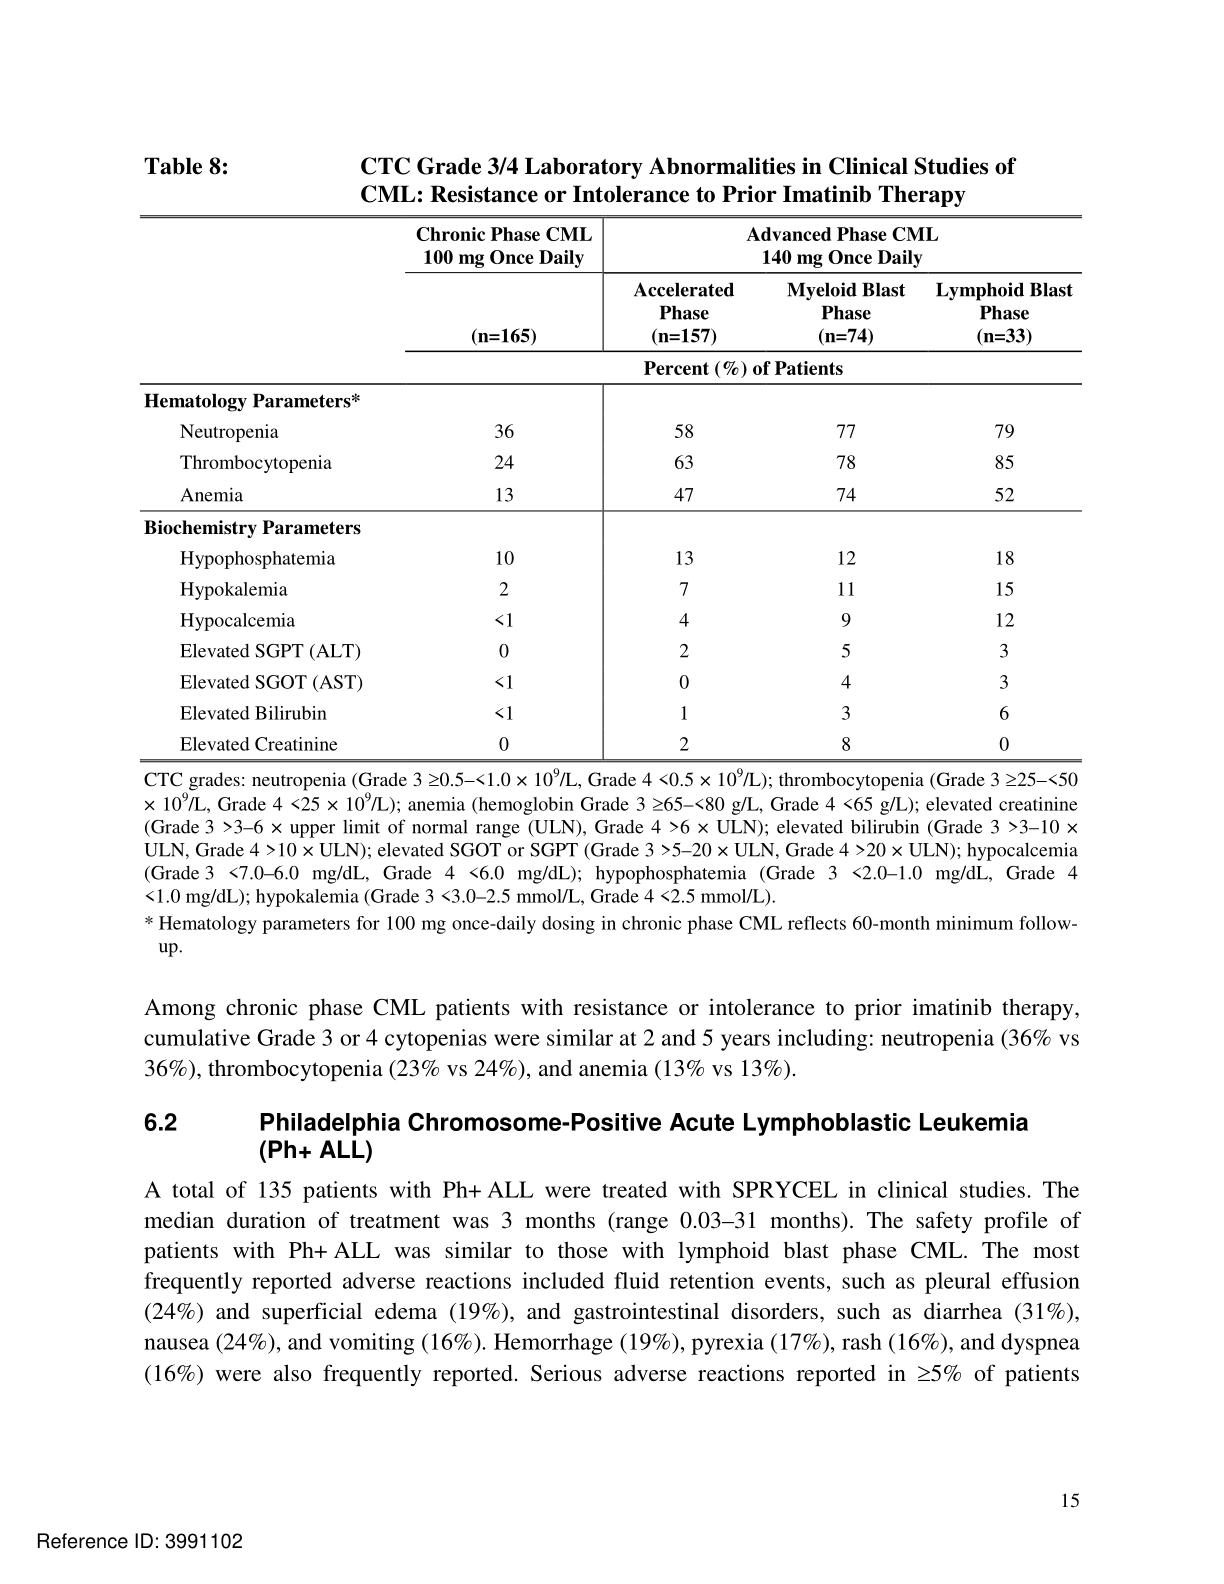 Table 8: CTC Grade 3/4 Laboratory Abnormalities in Clinical Studies of
CML: Resistance or Intolerance to Prior Imatinib Therapy
Chronic Phase CML Advanced Phase CML
100 mg Once Daily 140 mg Once Daily
Accelerated Myeloid Blast Lymphoid Blast
Phase Phase Phase
(n=165) (n=157) (n=74) (n=33)
Percent (%) of Patients
Hematology Parameters*
Neutropenia 36 58 77 79
Thrombocytopenia 24 63 78 85
Anemia 13 47 74 52
Biochemistry Parameters
Hypophosphatemia 10 13 12 18
Hypokalemia 2 7 11 15
Hypocalcemia <1 4 9 12
Elevated SGPT (ALT) 0 2 5 3
Elevated SGOT (AST) <1 0 4 3
Elevated Bilirubin <1 1 3 6
Elevated Creatinine 0 2 8 0
CTC grades: neutropenia (Grade 3 ≥0.5–<1.0 × 10⁹/L, Grade 4 <0.5 × 10⁹/L); thrombocytopenia (Grade 3 ≥25–<50
× 10⁹/L, Grade 4 <25 × 10⁹/L); anemia (hemoglobin Grade 3 ≥65–<80 g/L, Grade 4 <65 g/L); elevated creatinine
(Grade 3 >3–6 × upper limit of normal range (ULN), Grade 4 >6 × ULN); elevated bilirubin (Grade 3 >3–10 ×
ULN, Grade 4 >10 × ULN); elevated SGOT or SGPT (Grade 3 >5–20 × ULN, Grade 4 >20 × ULN); hypocalcemia
(Grade 3 <7.0–6.0 mg/dL, Grade 4 <6.0 mg/dL); hypophosphatemia (Grade 3 <2.0–1.0 mg/dL, Grade 4
<1.0 mg/dL); hypokalemia (Grade 3 <3.0–2.5 mmol/L, Grade 4 <2.5 mmol/L).
* Hematology parameters for 100 mg once-daily dosing in chronic phase CML reflects 60-month minimum follow-
up.
Among chronic phase CML patients with resistance or intolerance to prior imatinib therapy,
cumulative Grade 3 or 4 cytopenias were similar at 2 and 5 years including: neutropenia (36% vs
36%), thrombocytopenia (23% vs 24%), and anemia (13% vs 13%).
6.2 Philadelphia Chromosome-Positive Acute Lymphoblastic Leukemia
(Ph+ ALL)
A total of 135 patients with Ph+ ALL were treated with SPRYCEL in clinical studies. The
median duration of treatment was 3 months (range 0.03–31 months). The safety profile of
patients with Ph+ ALL was similar to those with lymphoid blast phase CML. The most
frequently reported adverse reactions included fluid retention events, such as pleural effusion
(24%) and superficial edema (19%), and gastrointestinal disorders, such as diarrhea (31%),
nausea (24%), and vomiting (16%). Hemorrhage (19%), pyrexia (17%), rash (16%), and dyspnea
(16%) were also frequently reported. Serious adverse reactions reported in ≥5% of patients
15
Reference ID: 3991102